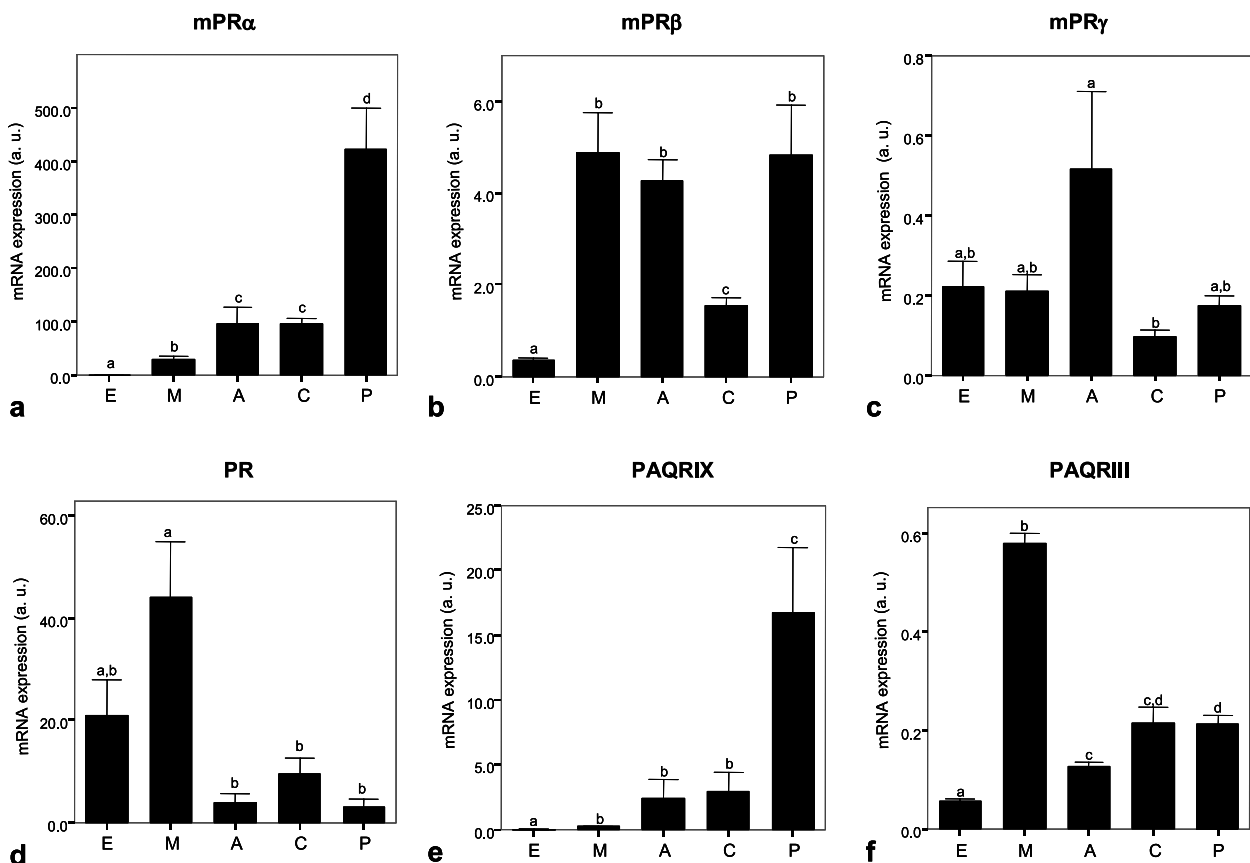 mPRα
mRNA expression (a. u.)
500.0
400.0
300.0
200.0
100.0
0.0
a
b
c
c
d
E M A C P
a
mPRβ
mRNA expression (a. u.)
6.0
4.0
2.0
0.0
a
b
b
c
b
E M A C P
b
mPRγ
mRNA expression (a. u.)
0.8
0.6
0.4
0.2
0.0
a,b
a,b
a
b
a,b
E M A C P
c
PR
mRNA expression (a. u.)
60.0
40.0
20.0
0.0
a,b
a
b
b
b
E M A C P
d
PAQRIX
mRNA expression (a. u.)
25.0
20.0
15.0
10.0
5.0
0.0
a
b
b
b
c
E M A C P
e
PAQRIII
mRNA expression (a. u.)
0.6
0.4
0.2
0.0
a
b
c
c,d
d
E M A C P
f